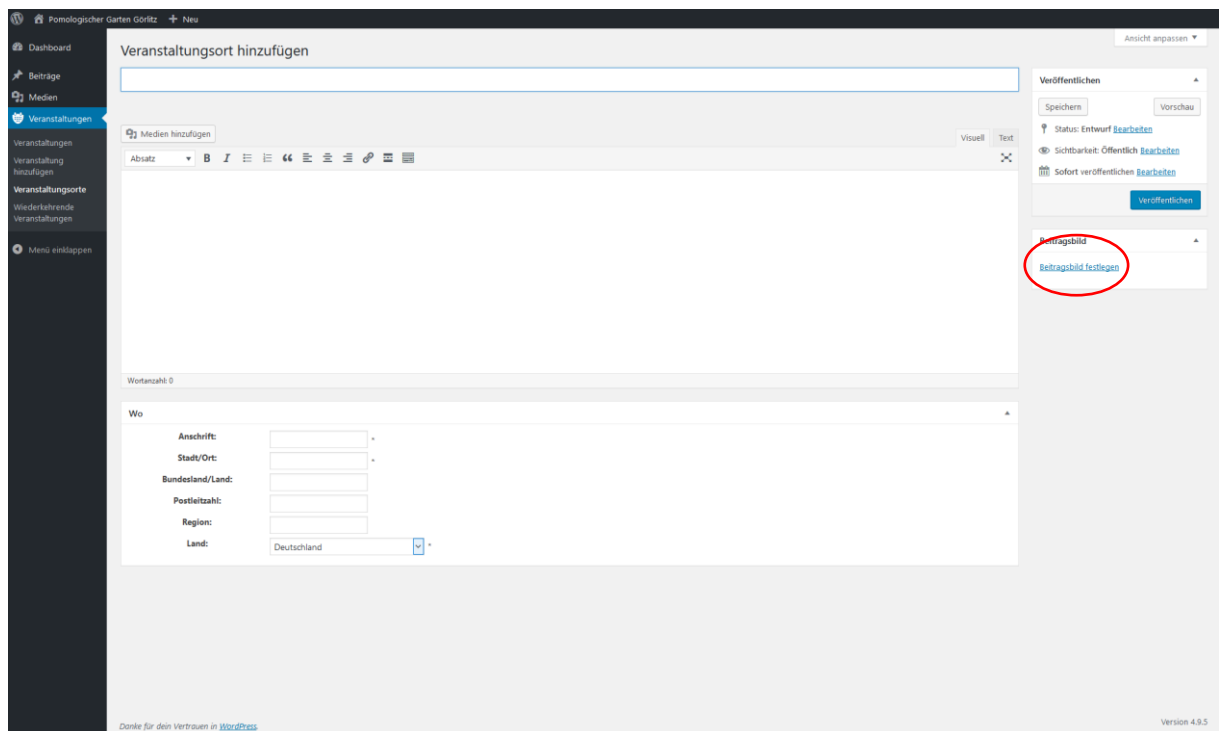 Pomologischer Garten Görlitz + Neu
Dashboard
Beiträge
Medien
Veranstaltungen
Veranstaltungen
Veranstaltung
hinzufügen
Veranstaltungsorte
Wiederkehrende
Veranstaltungen
Menü einklappen
Ansicht anpassen ▼
Veranstaltungsort hinzufügen
Medien hinzufügen
Visuell Text
Absatz ▼ B I
Wortanzahl: 0
Wo
Anschrift: *
Stadt/Ort: *
Bundesland/Land:
Postleitzahl:
Region:
Land: Deutschland *
Veröffentlichen
Speichern Vorschau
Status: Entwurf Bearbeiten
Sichtbarkeit: Öffentlich Bearbeiten
Sofort veröffentlichen Bearbeiten
Veröffentlichen
Beitragsbild
Beitragsbild festlegen
Danke für dein Vertrauen in WordPress.
Version 4.9.5